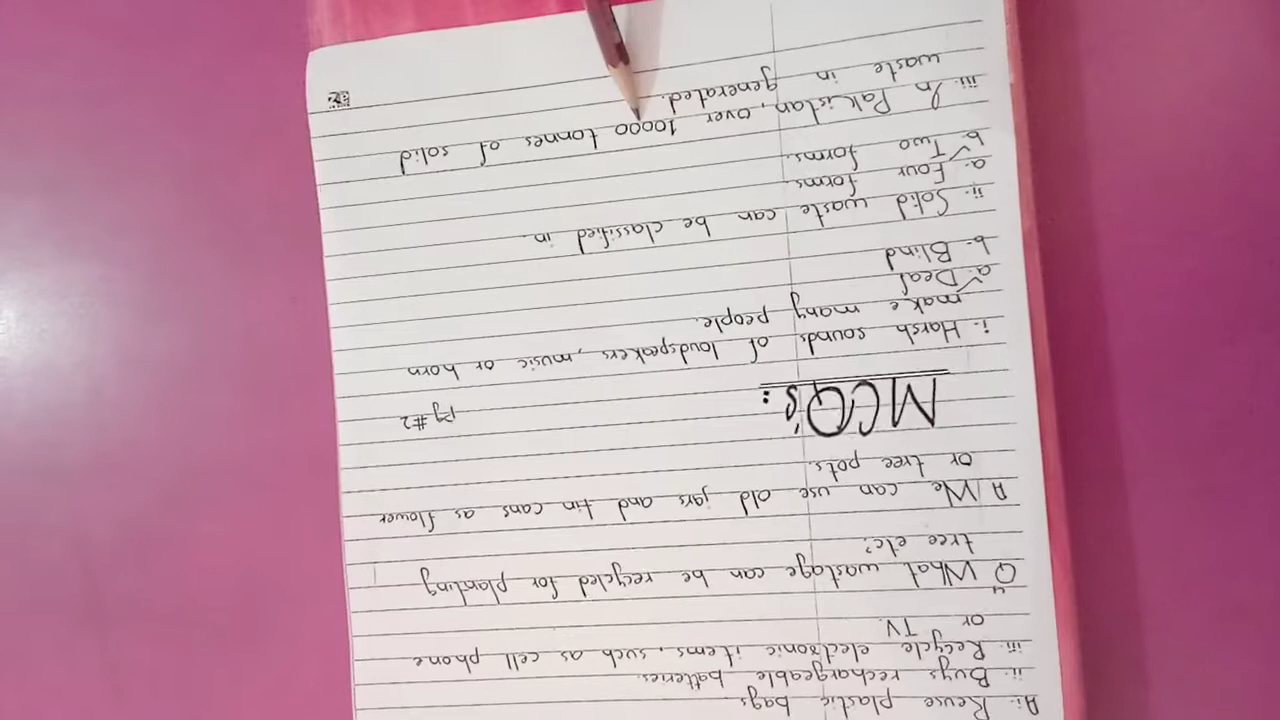 A: i. Reuse plastic bags
ii. Buys rechargeable batteries.
iii. Recycle electronic items, such as cell phone
or TV.
Q4 What wastage can be recycled for planting
tree etc?
A We can use old jars and tin cans as flower
or tree pots.
MCQ's: Pg #2
i. Harsh sounds of loudspeakers, music or horn
make many people.
a. Deaf
b. Blind
ii. Solid waste can be classified in.
a. Four forms
b. Two forms.
iii. In Pakistan, over 10000 tonnes of solid
waste in generated.